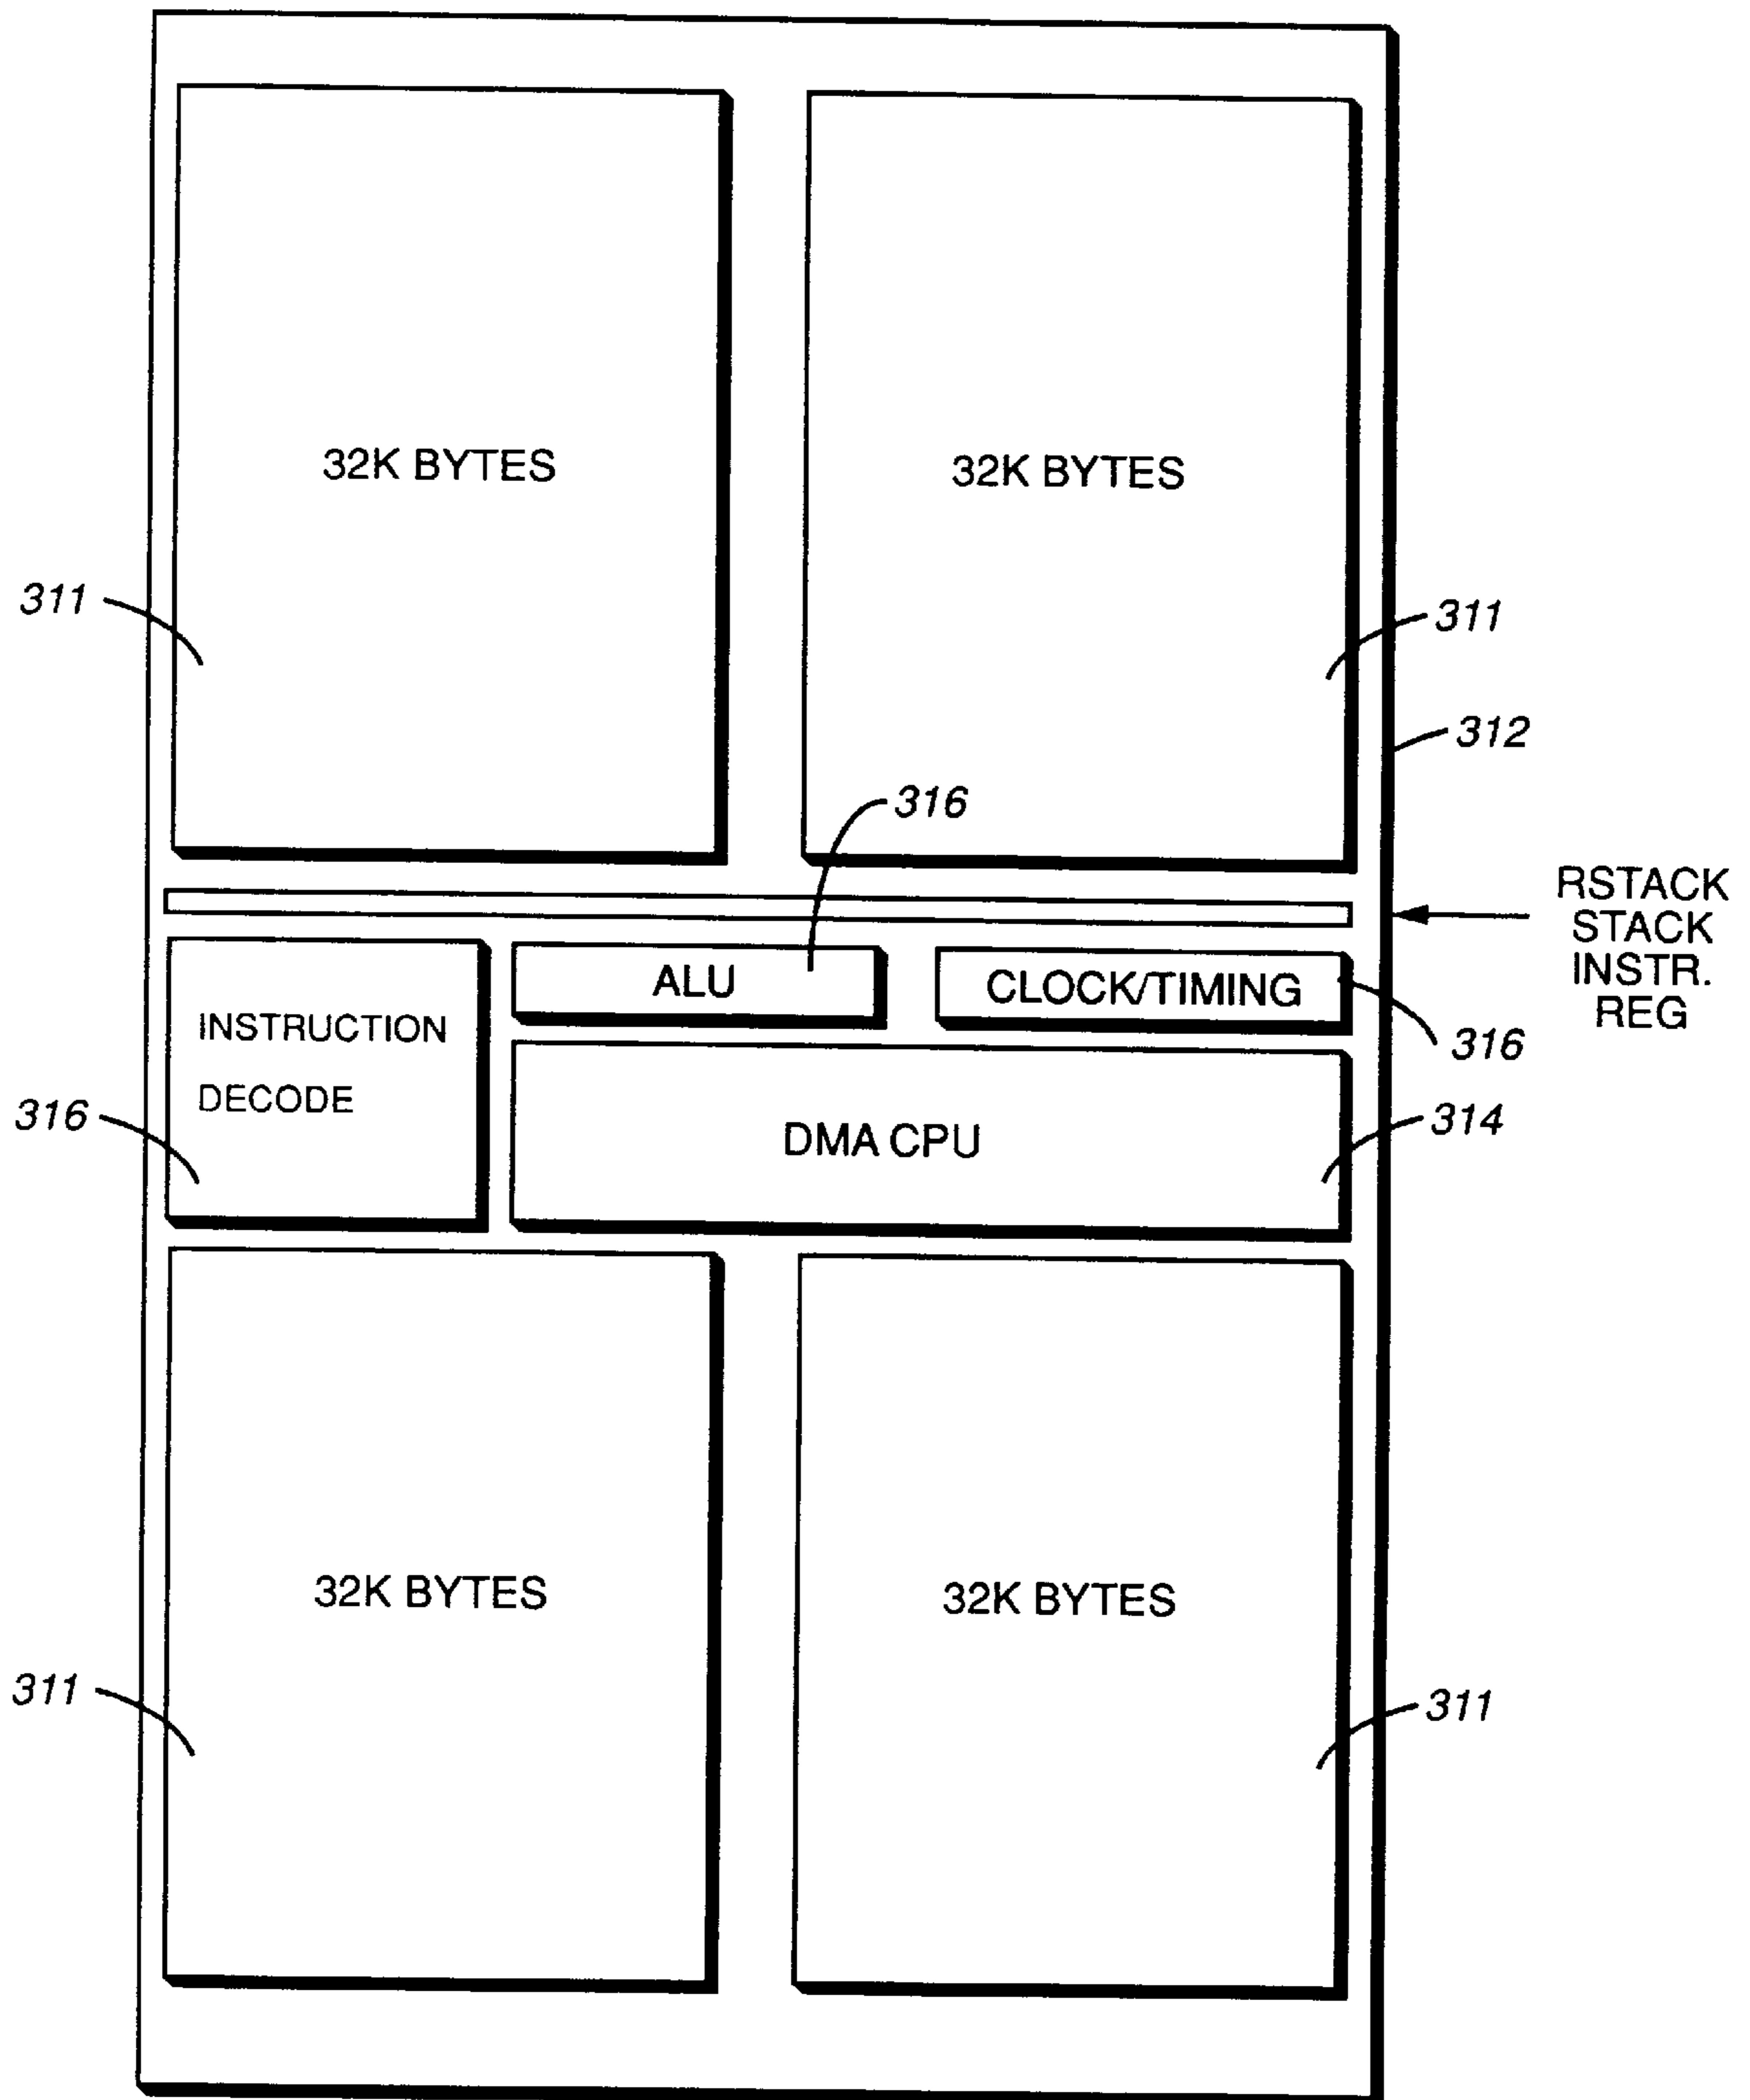 32K BYTES
32K BYTES
311
311
312
316
RSTACK
STACK
INSTR.
REG
ALU
CLOCK/TIMING
INSTRUCTION
DECODE
316
316
DMA CPU
314
32K BYTES
32K BYTES
311
311